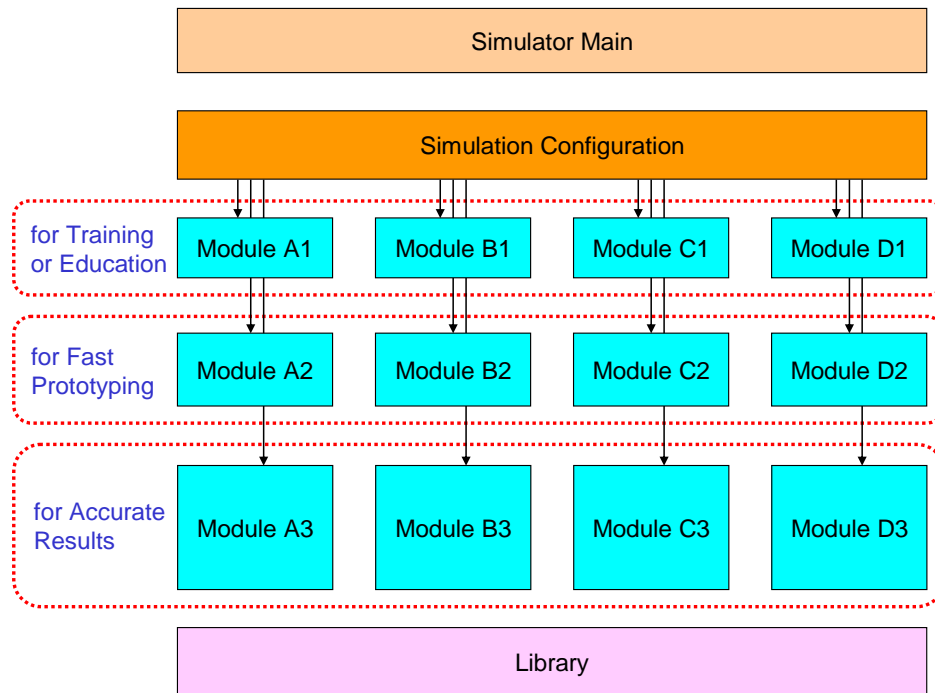 Simulator Main
Simulation Configuration
for Training
or Education
Module A1
Module B1
Module C1
Module D1
for Fast
Prototyping
Module A2
Module B2
Module C2
Module D2
for Accurate
Results
Module A3
Module B3
Module C3
Module D3
Library